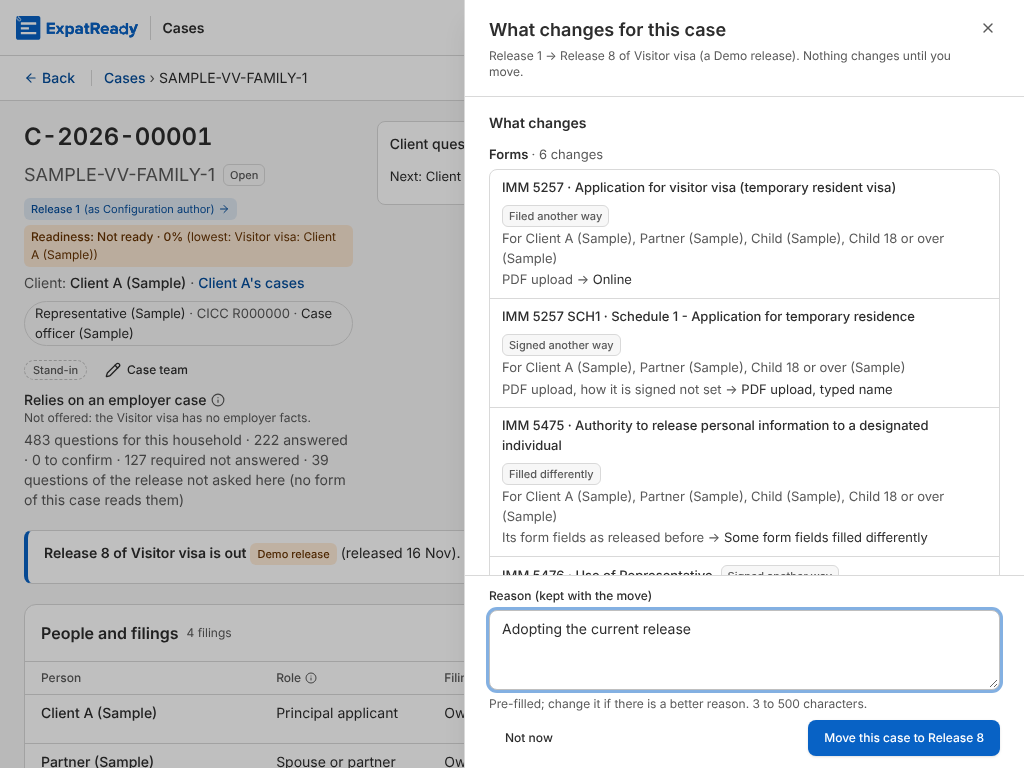 ExpatReady
Cases
Back
Cases › SAMPLE-VV-FAMILY-1
C-2026-00001
SAMPLE-VV-FAMILY-1 Open
Release 1 (as Configuration author) →
Readiness: Not ready · 0% (lowest: Visitor visa: Client
A (Sample))
Client: Client A (Sample) · Client A's cases
Representative (Sample) · CICC R000000 · Case
officer (Sample)
Stand-in
Case team
Relies on an employer case
Not offered: the Visitor visa has no employer facts.
483 questions for this household · 222 answered
· 0 to confirm · 127 required not answered · 39
questions of the release not asked here (no form
of this case reads them)
Client ques
Next: Client
Release 8 of Visitor visa is out Demo release (released 16 Nov).
People and filings 4 filings
Person Role Filin
Client A (Sample) Principal applicant Ow
Partner (Sample) Spouse or partner Ow
What changes for this case
Release 1 → Release 8 of Visitor visa (a Demo release). Nothing changes until you
move.
What changes
Forms · 6 changes
IMM 5257 · Application for visitor visa (temporary resident visa)
Filed another way
For Client A (Sample), Partner (Sample), Child (Sample), Child 18 or over
(Sample)
PDF upload → Online
IMM 5257 SCH1 · Schedule 1 - Application for temporary residence
Signed another way
For Client A (Sample), Partner (Sample), Child 18 or over (Sample)
PDF upload, how it is signed not set → PDF upload, typed name
IMM 5475 · Authority to release personal information to a designated
individual
Filled differently
For Client A (Sample), Partner (Sample), Child (Sample), Child 18 or over
(Sample)
Its form fields as released before → Some form fields filled differently
IMM 5476 · Use of Representative Signed another way
Reason (kept with the move)
Adopting the current release
Pre-filled; change it if there is a better reason. 3 to 500 characters.
Not now
Move this case to Release 8